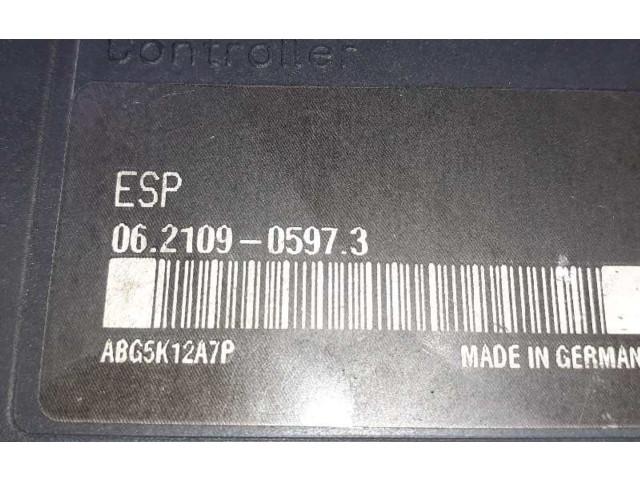 Controller
ESP
06.2109-0597.3
ABG5K12A7P
MADE IN GERMAN